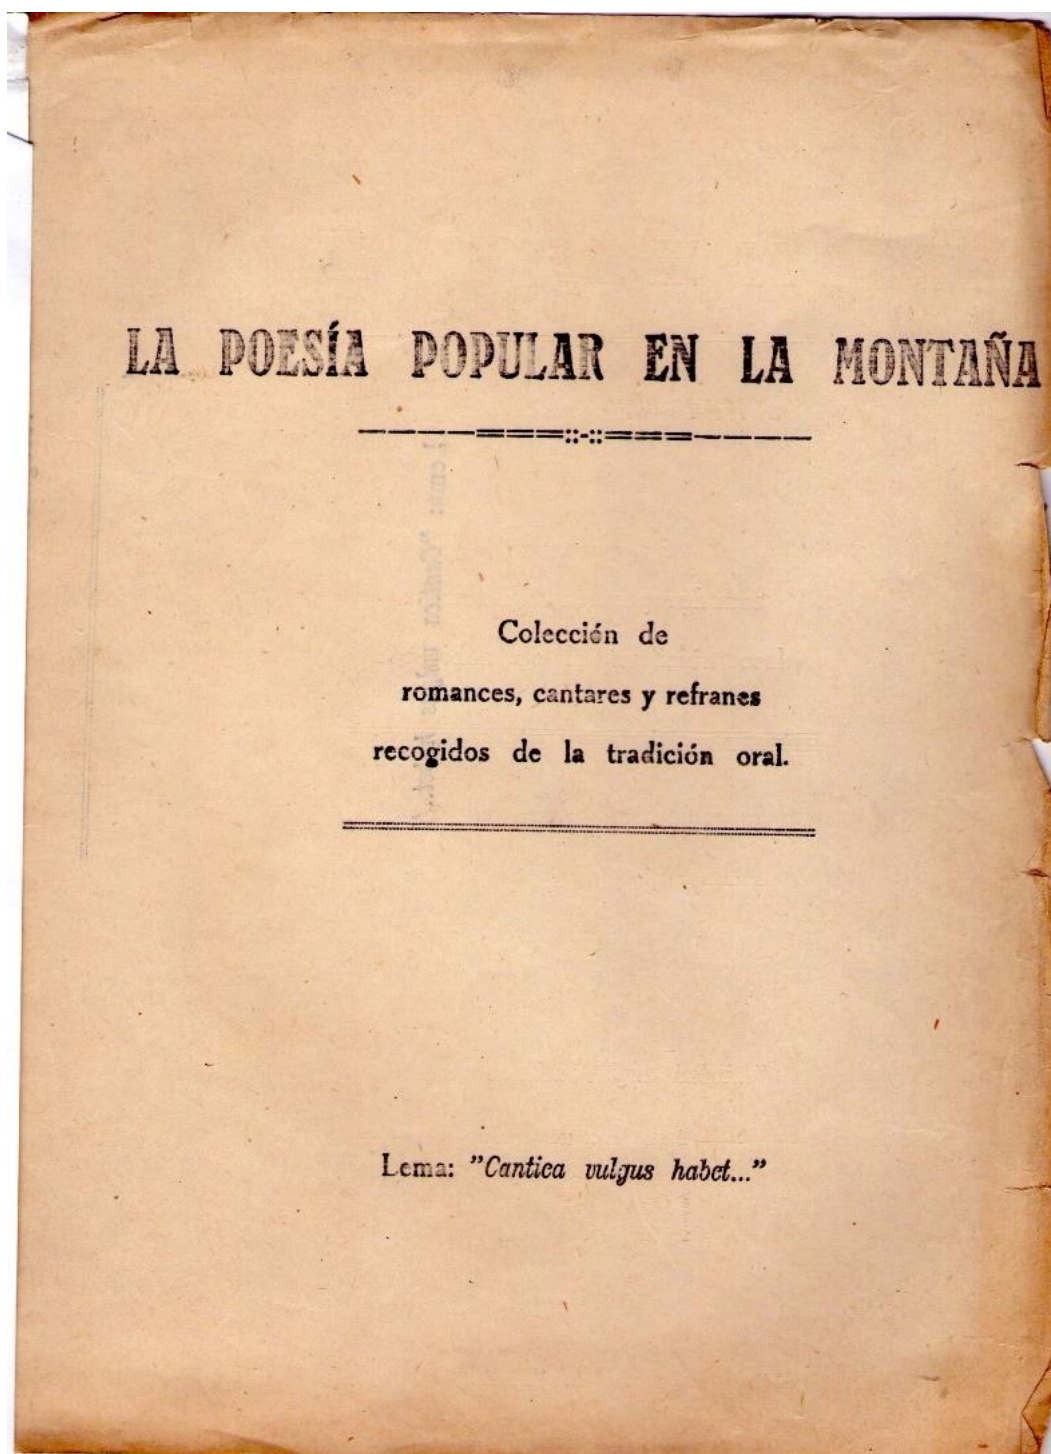 LA POESÍA POPULAR EN LA MONTAÑA
Colección de
romances, cantares y refranes
recogidos de la tradición oral.
Lema: "Cantica vulgus habet..."